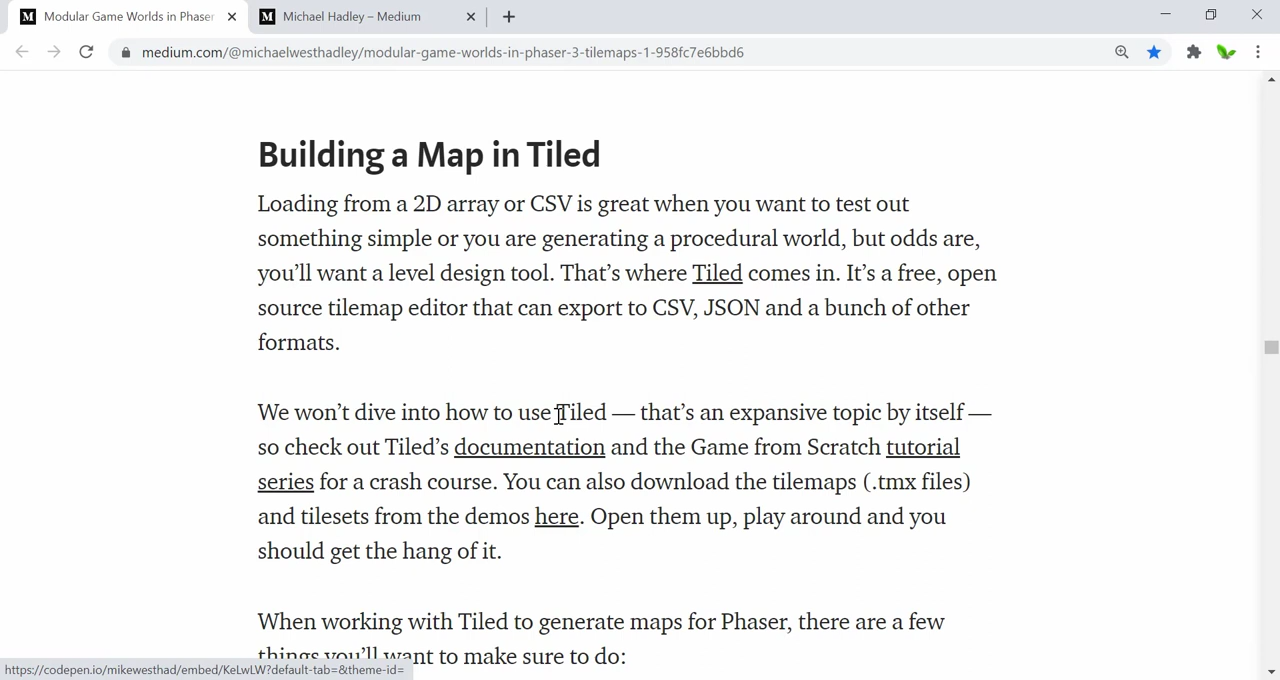 Modular Game Worlds in Phaser
Michael Hadley – Medium
medium.com/@michaelwesthadley/modular-game-worlds-in-phaser-3-tilemaps-1-958fc7e6bbd6
Building a Map in Tiled
Loading from a 2D array or CSV is great when you want to test out
something simple or you are generating a procedural world, but odds are,
you’ll want a level design tool. That’s where Tiled comes in. It’s a free, open
source tilemap editor that can export to CSV, JSON and a bunch of other
formats.
We won’t dive into how to use Tiled — that’s an expansive topic by itself —
so check out Tiled’s documentation and the Game from Scratch tutorial
series for a crash course. You can also download the tilemaps (.tmx files)
and tilesets from the demos here. Open them up, play around and you
should get the hang of it.
When working with Tiled to generate maps for Phaser, there are a few
things you’ll want to make sure to do:
https://codepen.io/mikewesthad/embed/KeLwLW?default-tab=&theme-id=